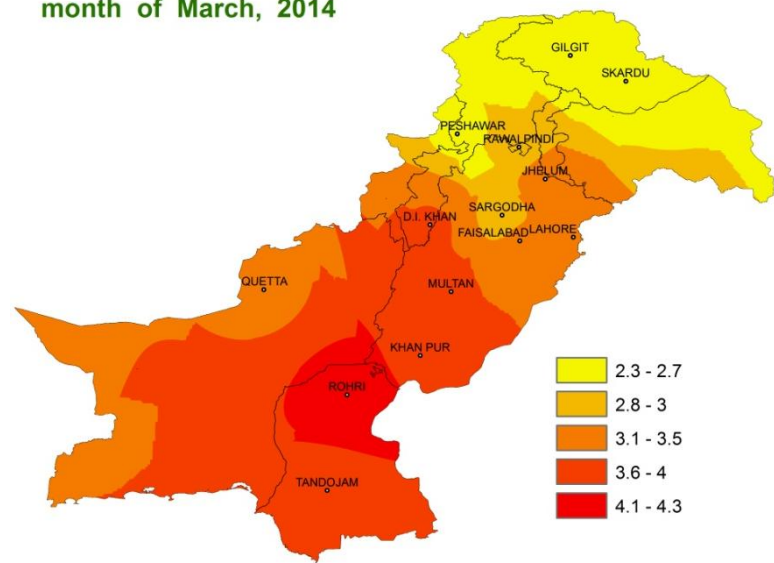 month of March, 2014
GILGIT
SKARDU
PESHAWAR
RAWALPINDI
JHELUM
SARGODHA
D.I. KHAN
FAISALABAD
LAHORE
QUETTA
MULTAN
KHAN PUR
ROHRI
TANDOJAM
2.3 - 2.7
2.8 - 3
3.1 - 3.5
3.6 - 4
4.1 - 4.3